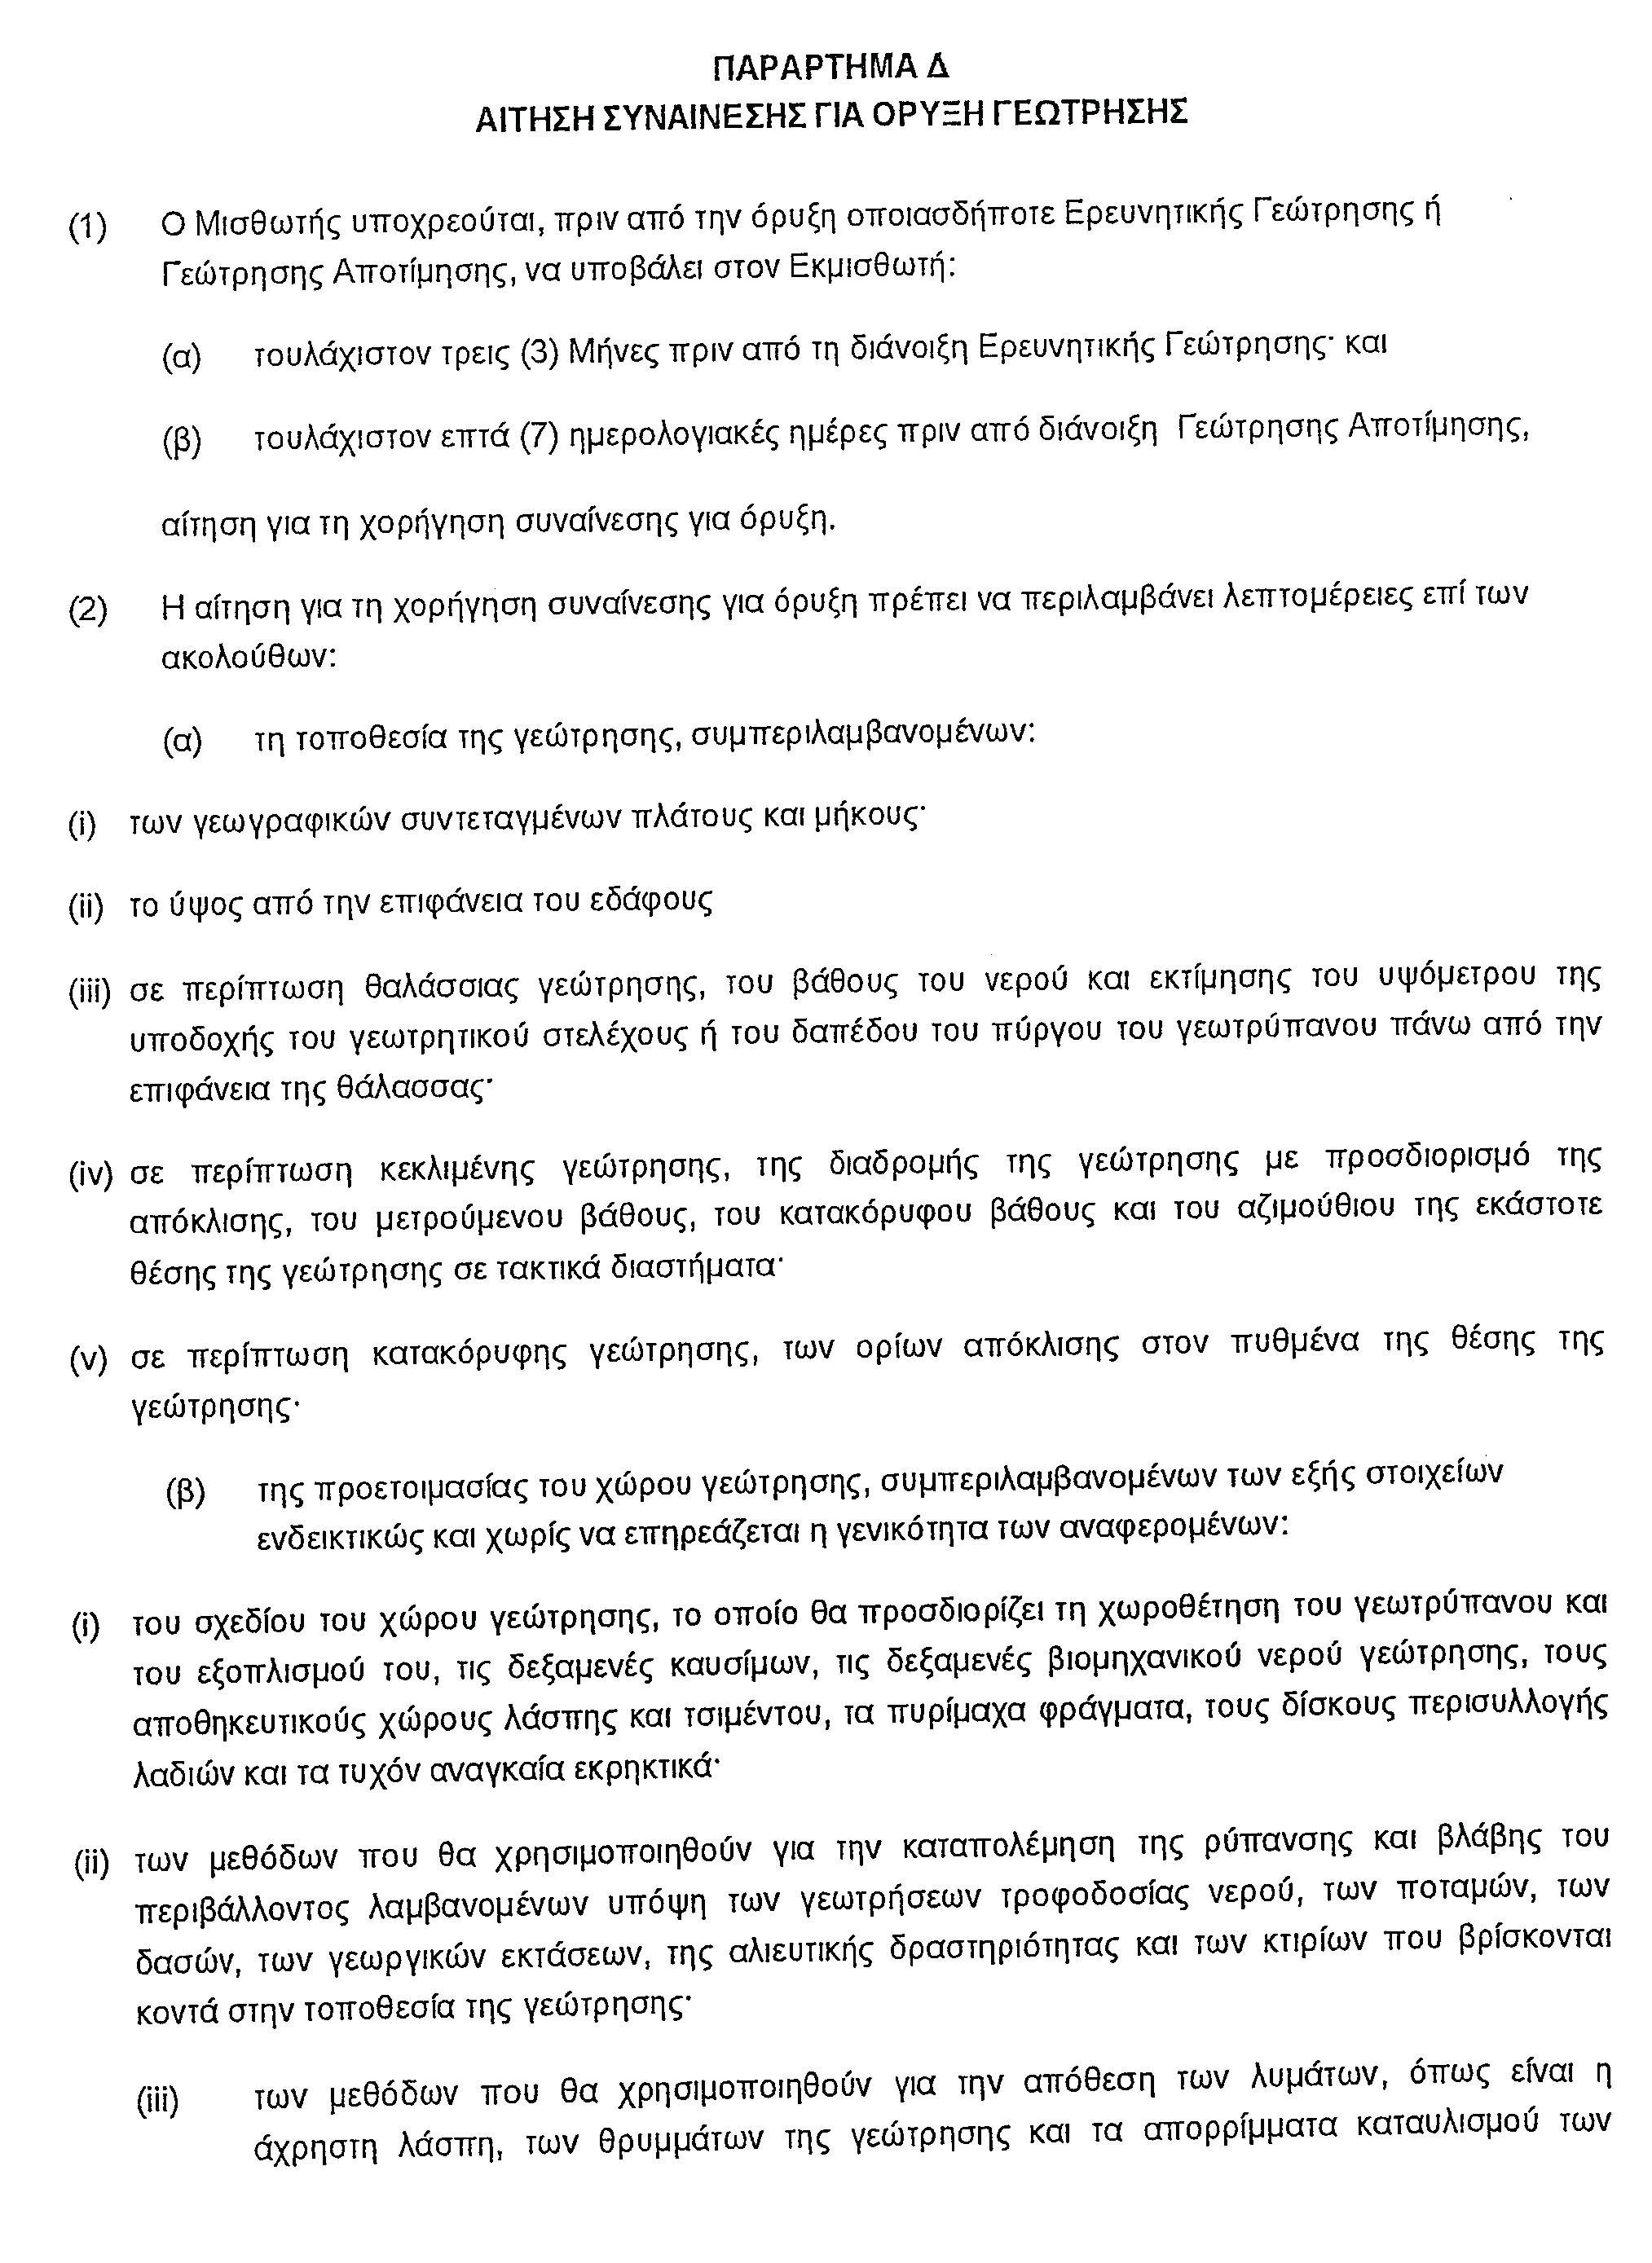 ΠΑΡΑΡΤΗΜΑ Δ
ΑΙΤΗΣΗ ΣΥΝΑΙΝΕΣΗΣ ΓΙΑ ΟΡΥΞΗ ΓΕΩΤΡΗΣΗΣ
(1) Ο Μισθωτής υποχρεούται, πριν από την όρυξη οποιασδήποτε Ερευνητικής Γεώτρησης ή
Γεώτρησης Αποτίμησης, να υποβάλει στον Εκμισθωτή:
(α) τουλάχιστον τρεις (3) Μήνες πριν από τη διάνοιξη Ερευνητικής Γεώτρησης· και
(β) τουλάχιστον επτά (7) ημερολογιακές ημέρες πριν από διάνοιξη Γεώτρησης Αποτίμησης,
αίτηση για τη χορήγηση συναίνεσης για όρυξη.
(2) Η αίτηση για τη χορήγηση συναίνεσης για όρυξη πρέπει να περιλαμβάνει λεπτομέρειες επί των
ακολούθων:
(α) τη τοποθεσία της γεώτρησης, συμπεριλαμβανομένων:
(i) των γεωγραφικών συντεταγμένων πλάτους και μήκους·
(ii) το ύψος από την επιφάνεια του εδάφους
(iii) σε περίπτωση θαλάσσιας γεώτρησης, του βάθους του νερού και εκτίμησης του υψόμετρου της
υποδοχής του γεωτρητικού στελέχους ή του δαπέδου του πύργου του γεωτρύπανου πάνω από την
επιφάνεια της θάλασσας·
(iv) σε περίπτωση κεκλιμένης γεώτρησης, της διαδρομής της γεώτρησης με προσδιορισμό της
απόκλισης, του μετρούμενου βάθους, του κατακόρυφου βάθους και του αζιμούθιου της εκάστοτε
θέσης της γεώτρησης σε τακτικά διαστήματα·
(v) σε περίπτωση κατακόρυφης γεώτρησης, των ορίων απόκλισης στον πυθμένα της θέσης της
γεώτρησης·
(β) της προετοιμασίας του χώρου γεώτρησης, συμπεριλαμβανομένων των εξής στοιχείων
ενδεικτικώς και χωρίς να επηρεάζεται η γενικότητα των αναφερομένων:
(i) του σχεδίου του χώρου γεώτρησης, το οποίο θα προσδιορίζει τη χωροθέτηση του γεωτρύπανου και
του εξοπλισμού του, τις δεξαμενές καυσίμων, τις δεξαμενές βιομηχανικού νερού γεώτρησης, τους
αποθηκευτικούς χώρους λάσπης και τσιμέντου, τα πυρίμαχα φράγματα, τους δίσκους περισυλλογής
λαδιών και τα τυχόν αναγκαία εκρηκτικά·
(ii) των μεθόδων που θα χρησιμοποιηθούν για την καταπολέμηση της ρύπανσης και βλάβης του
περιβάλλοντος λαμβανομένων υπόψη των γεωτρήσεων τροφοδοσίας νερού, των ποταμών, των
δασών, των γεωργικών εκτάσεων, της αλιευτικής δραστηριότητας και των κτιρίων που βρίσκονται
κοντά στην τοποθεσία της γεώτρησης·
(iii) των μεθόδων που θα χρησιμοποιηθούν για την απόθεση των λυμάτων, όπως είναι η
άχρηστη λάσπη, των θρυμμάτων της γεώτρησης και τα απορρίμματα καταυλισμού των